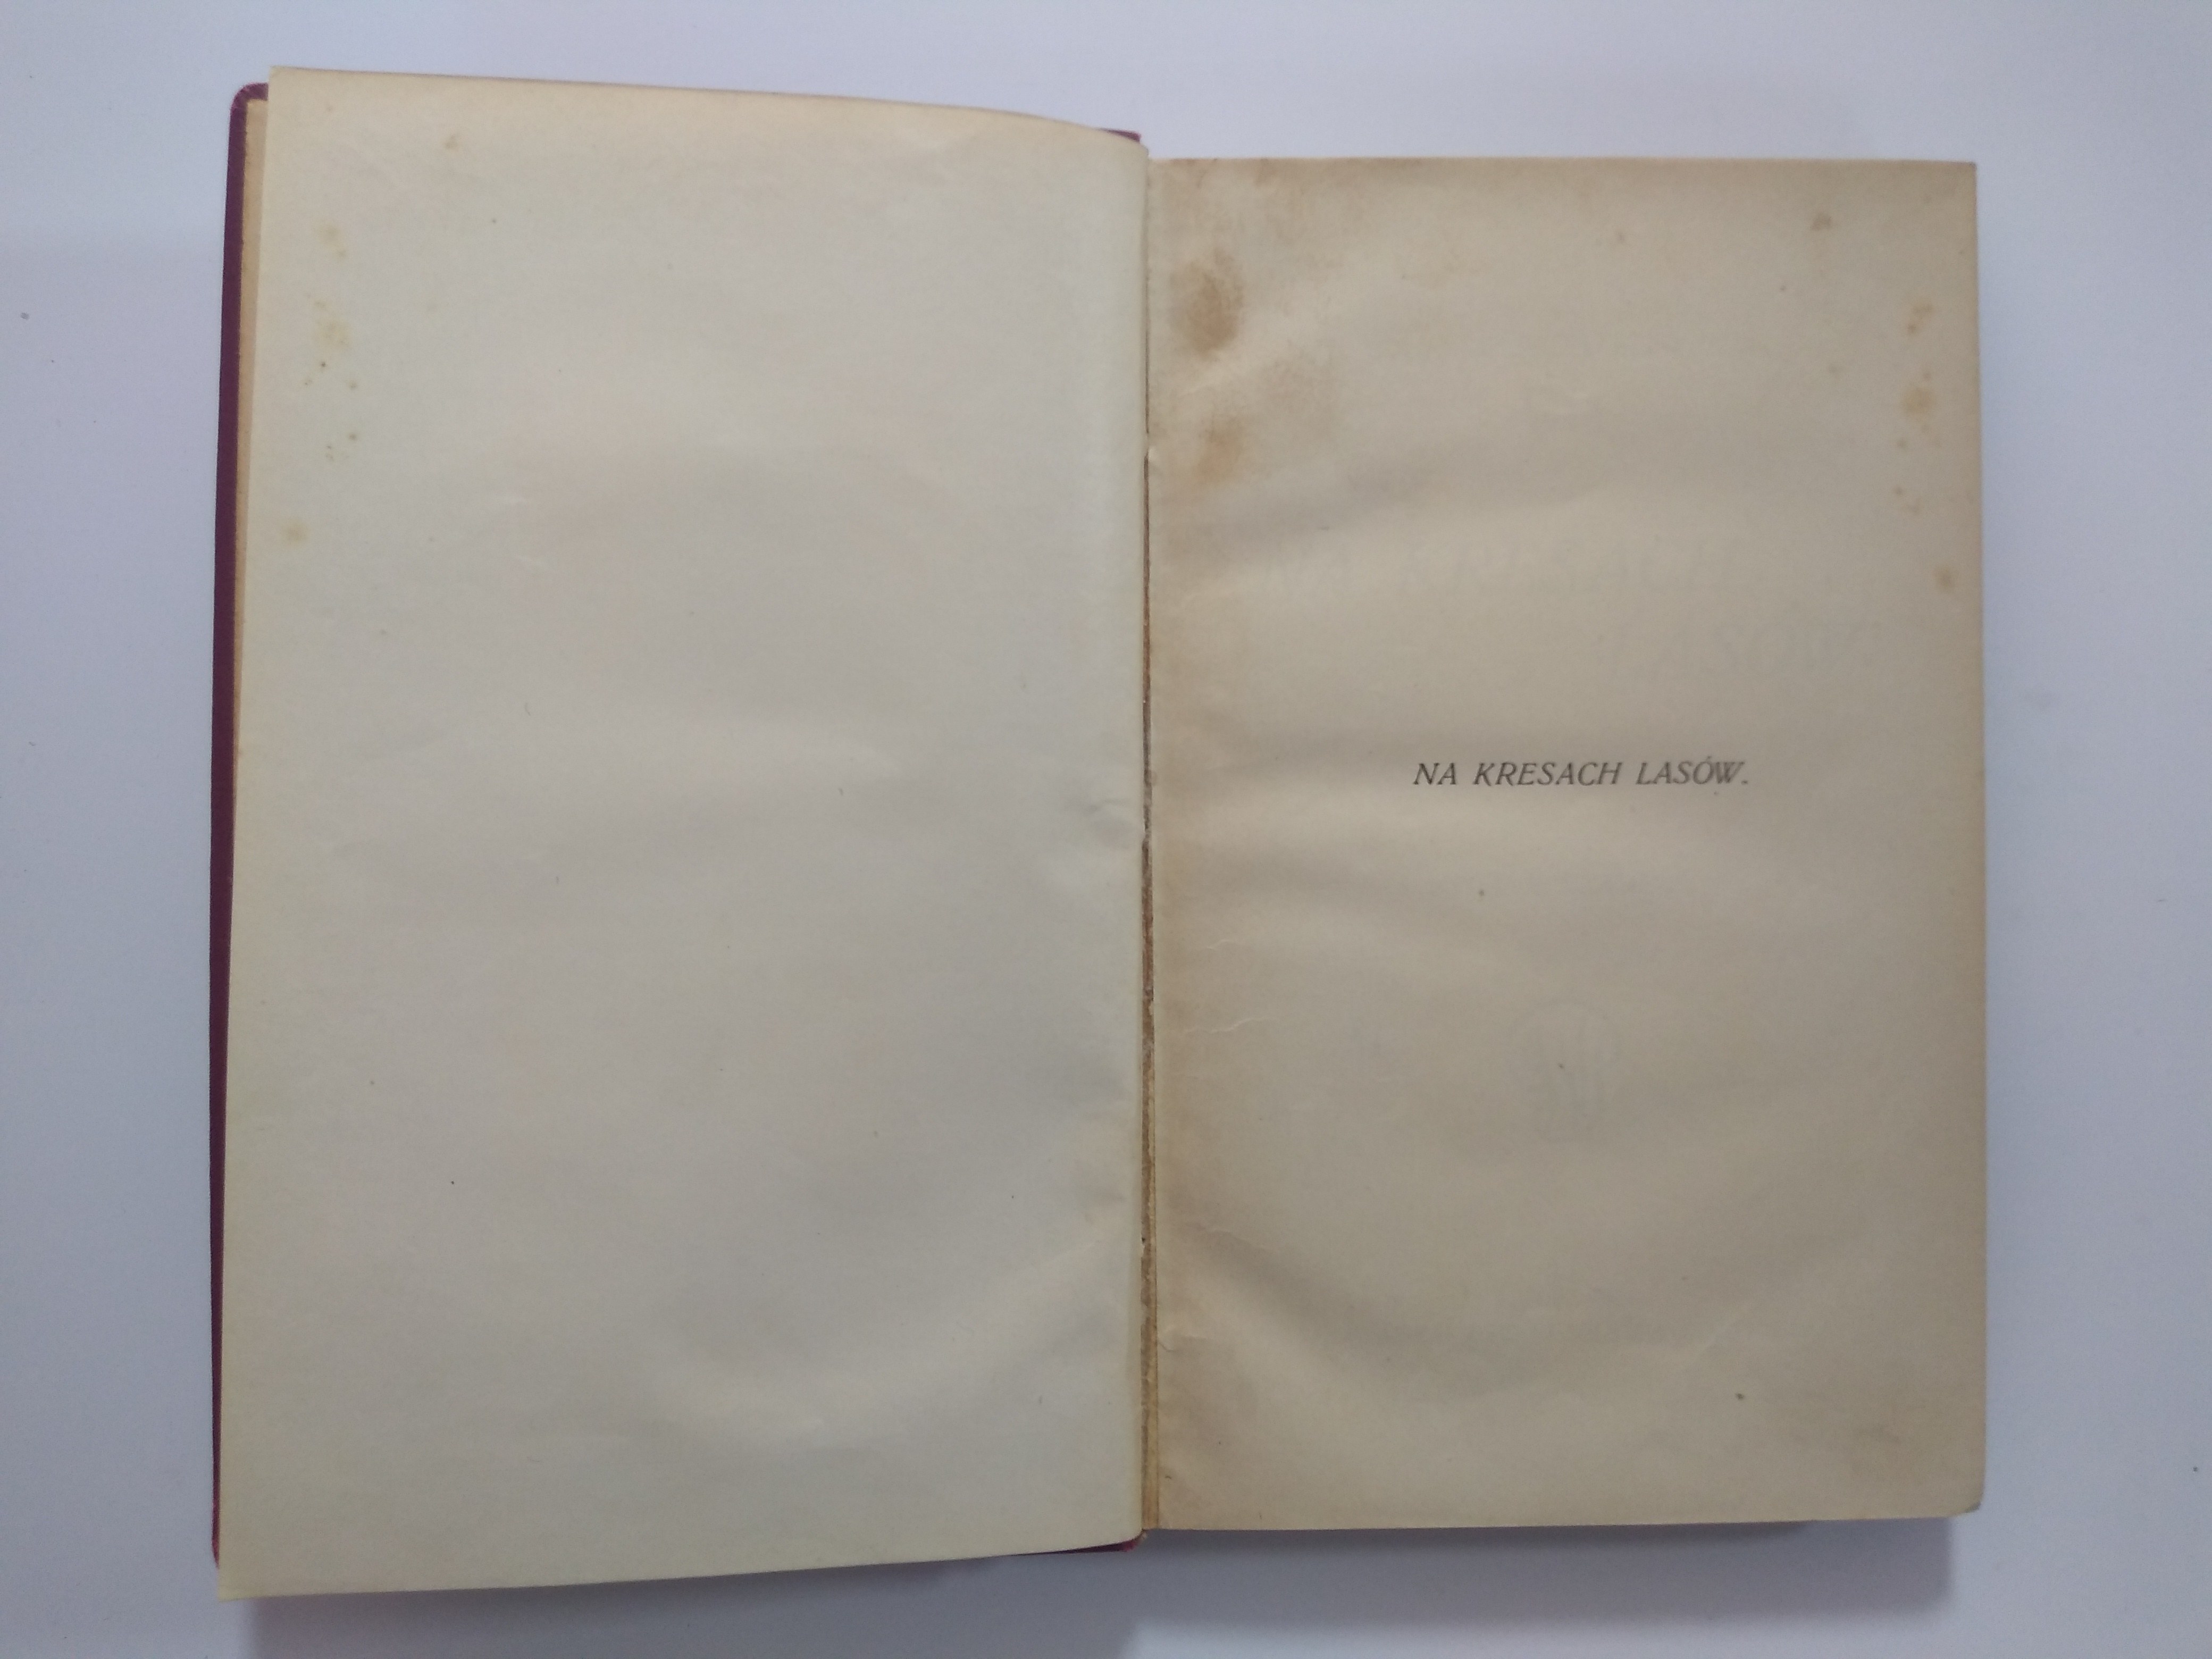 NA KRESACH LASÓW.